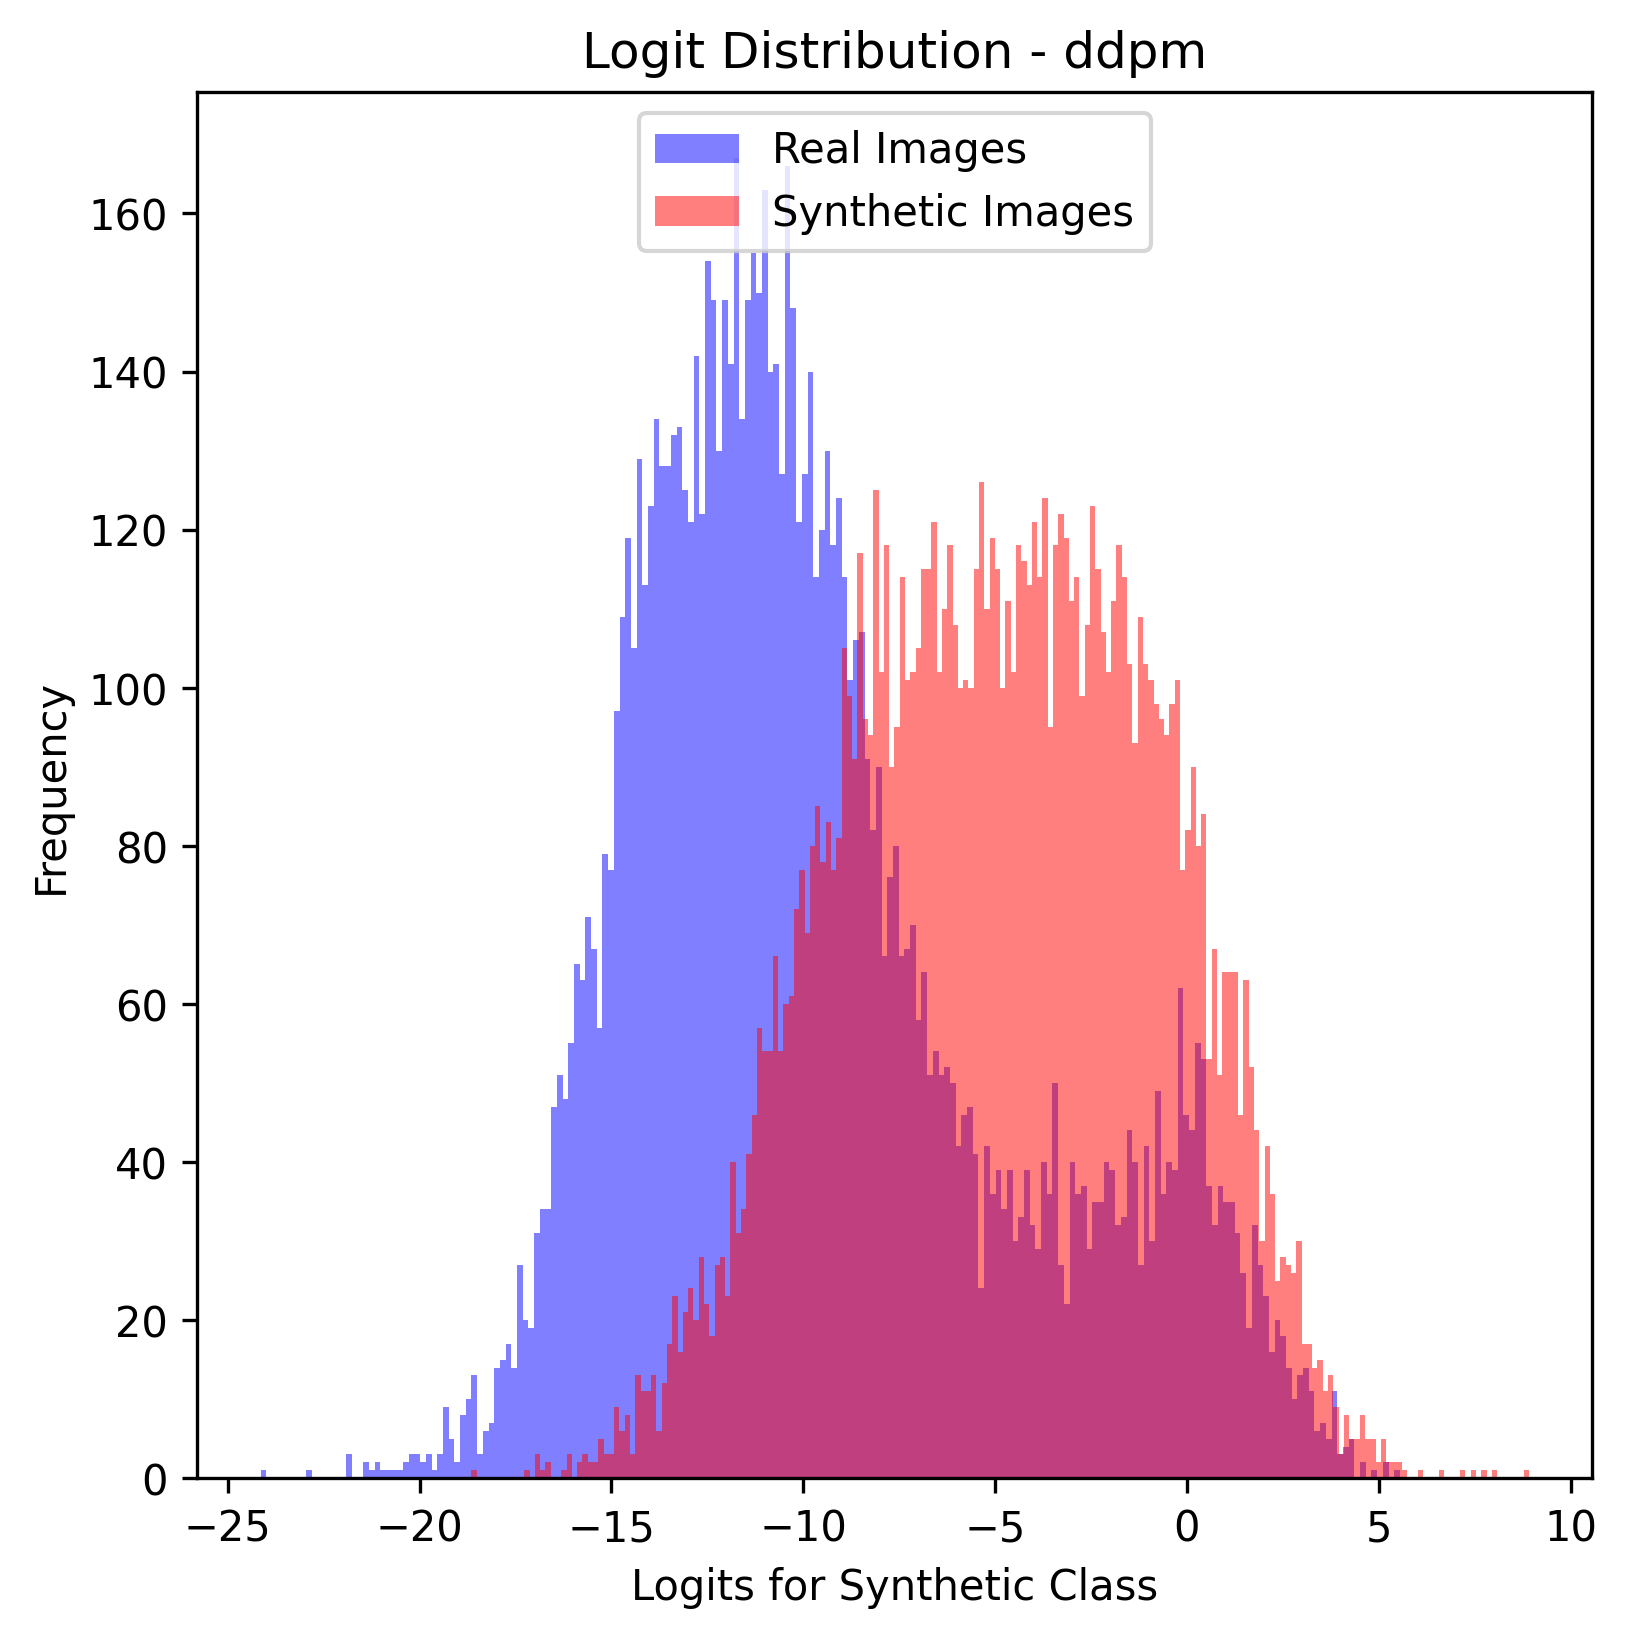 Logit Distribution - ddpm
Real Images
Synthetic Images
160
140
120
100
80
60
40
20
0
Frequency
−25 −20 −15 −10 −5 0 5 10
Logits for Synthetic Class